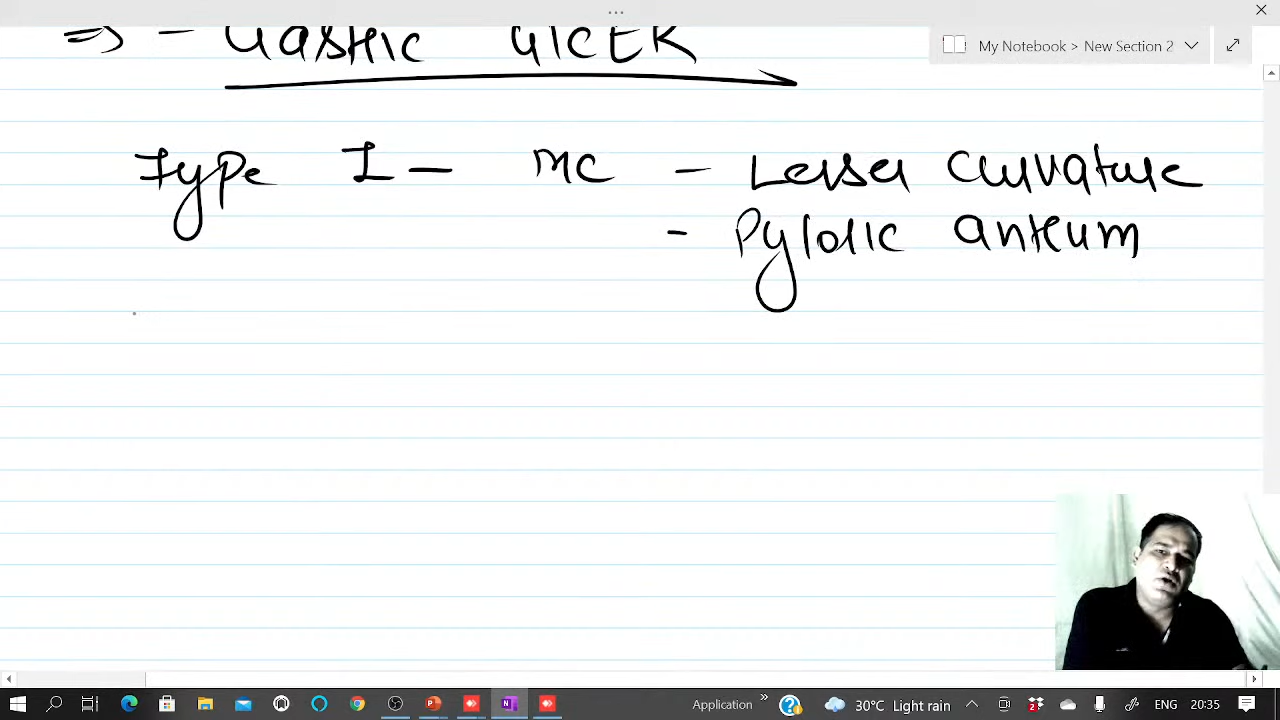 ...
My Notebook > New Section 2
⇒ - Gastric Ulcer
Type I - MC - Lesser Curvature
- Pyloric antrum
Application
»
30°C Light rain
ENG
20:35